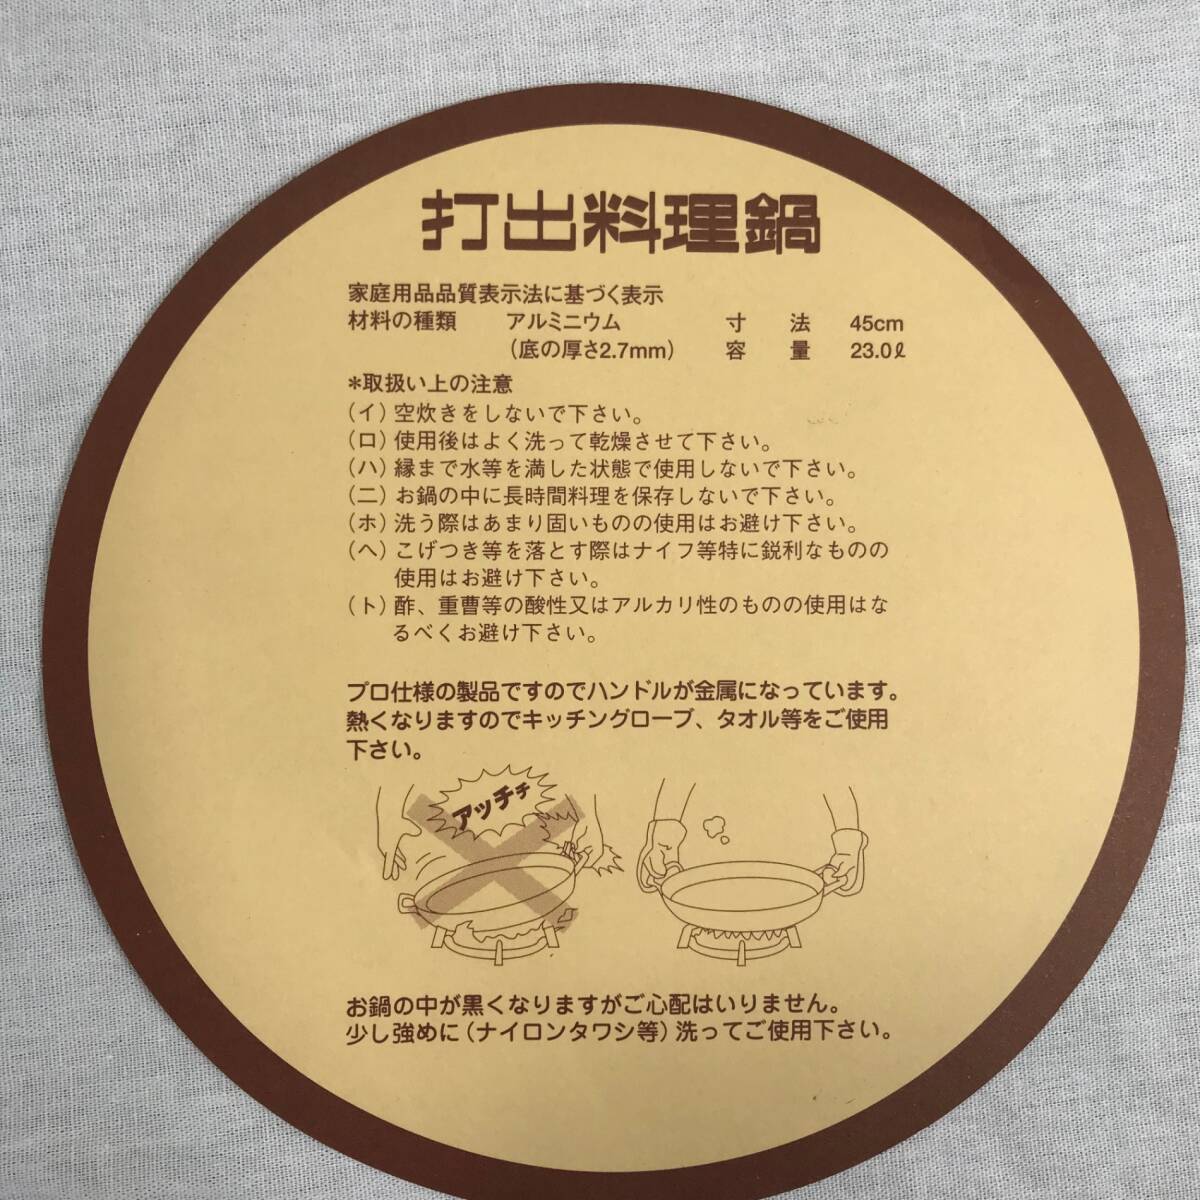 打出料理鍋
家庭用品品質表示法に基づく表示
材料の種類 アルミニウム 寸法 45cm
(底の厚さ2.7mm) 容量 23.0ℓ
*取扱い上の注意
(イ)空炊きをしないで下さい。
(ロ)使用後はよく洗って乾燥させて下さい。
(ハ)縁まで水等を満した状態で使用しないで下さい。
(ニ)お鍋の中に長時間料理を保存しないで下さい。
(ホ)洗う際はあまり固いものの使用はお避け下さい。
(ヘ)こげつき等を落とす際はナイフ等特に鋭利なものの
使用はお避け下さい。
(ト)酢、重曹等の酸性又はアルカリ性のものの使用はな
るべくお避け下さい。
プロ仕様の製品ですのでハンドルが金属になっています。
熱くなりますのでキッチングローブ、タオル等をご使用
下さい。
アッチチ
お鍋の中が黒くなりますがご心配はいりません。
少し強めに(ナイロンタワシ等)洗ってご使用下さい。